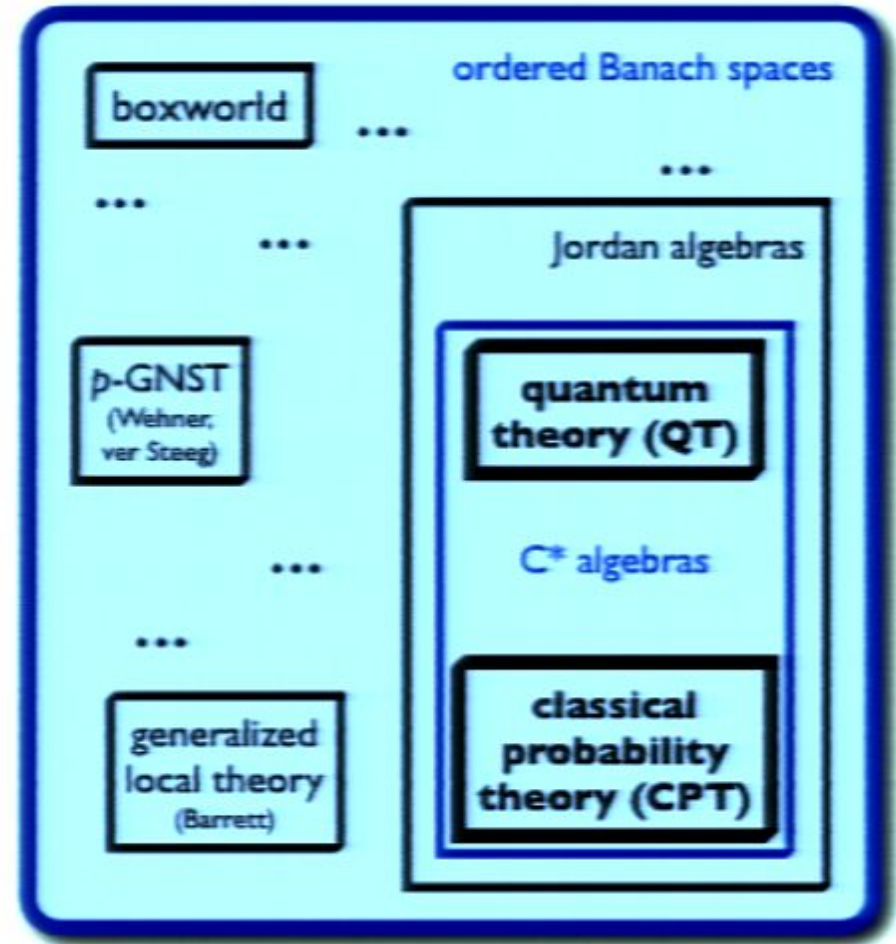 ordered Banach spaces
boxworld
...
...
...
...
Jordan algebras
p-GNST
(Wehner,
ver Steeg)
quantum
theory (QT)
C* algebras
...
...
generalized
local theory
(Barrett)
classical
probability
theory (CPT)